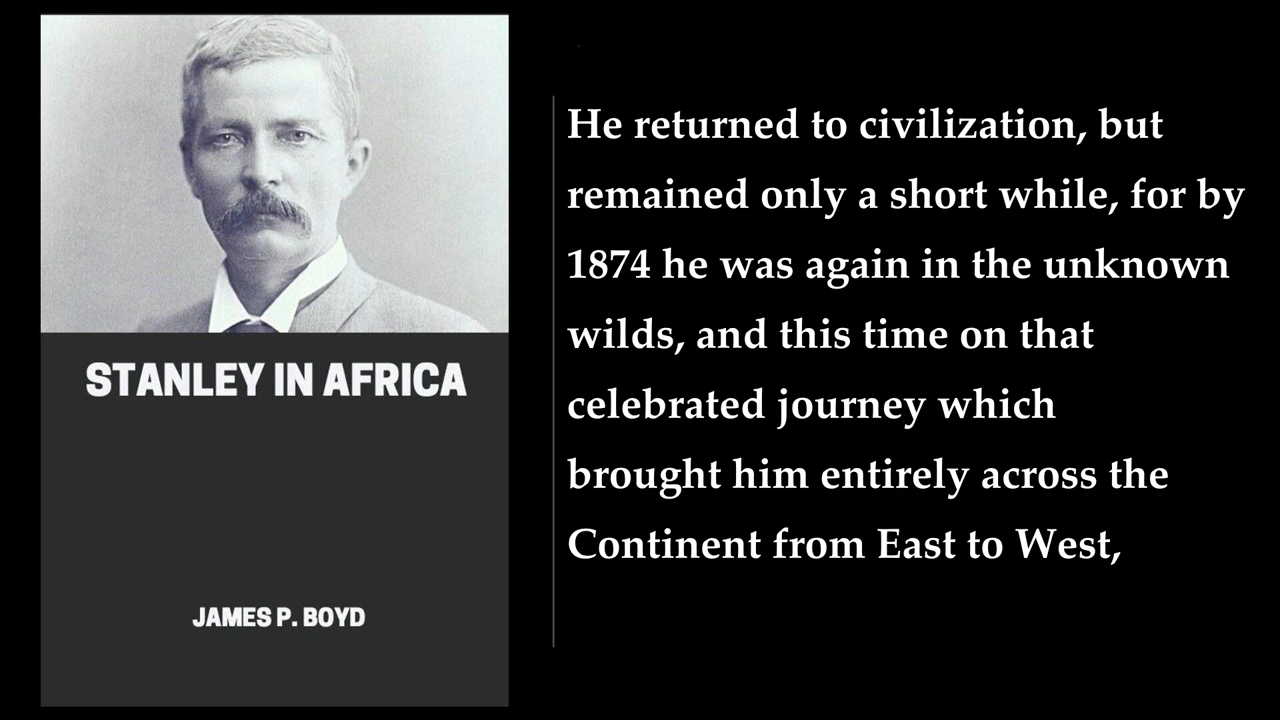 STANLEY IN AFRICA
JAMES P. BOYD
He returned to civilization, but
remained only a short while, for by
1874 he was again in the unknown
wilds, and this time on that
celebrated journey which
brought him entirely across the
Continent from East to West,